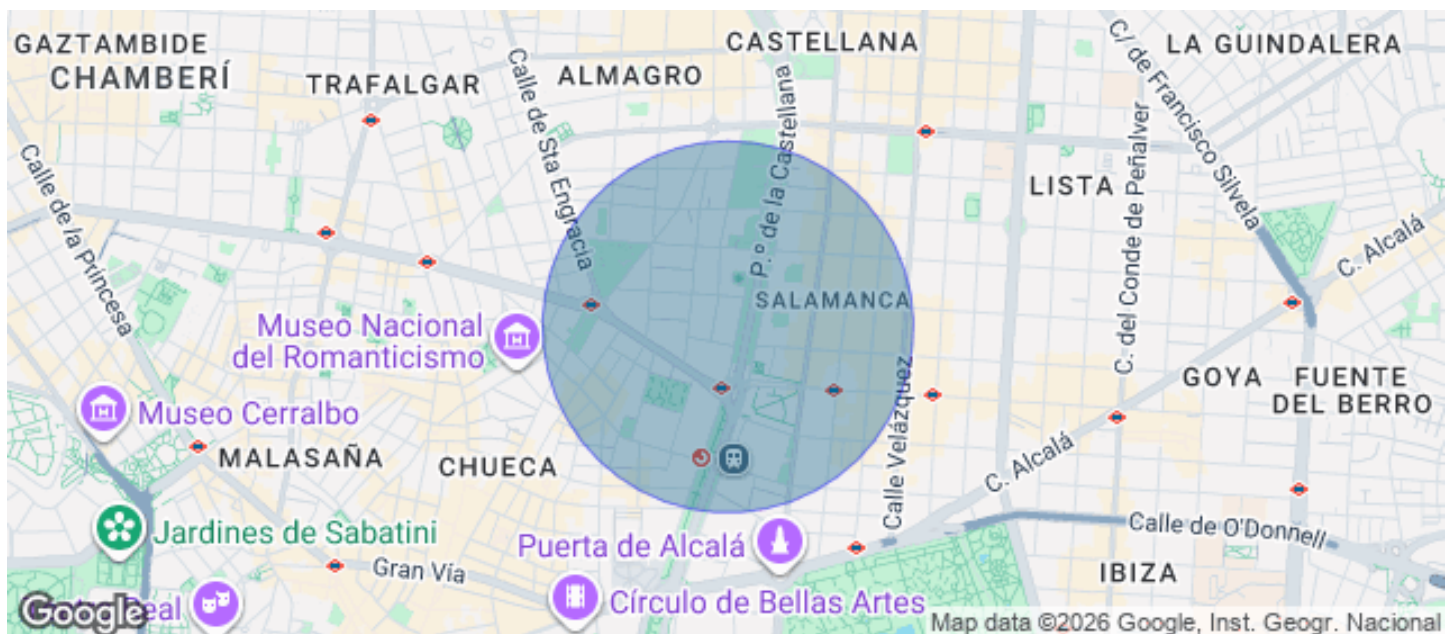 GAZTAMBIDE
CHAMBERÍ
TRAFALGAR
ALMAGRO
CASTELLANA
LA GUINDALERA
Calle de Sta Engracia
P.º de la Castellana
C/ de Francisco Silvela
C. del Conde de Peñalver
LISTA
Calle de la Princesa
C. Alcalá
SALAMANCA
Museo Nacional
del Romanticismo
Calle Velázquez
GOYA
FUENTE
DEL BERRO
Museo Cerralbo
MALASAÑA
CHUECA
C. Alcalá
Jardines de Sabatini
Puerta de Alcalá
Calle de O'Donnell
Gran Vía
IBIZA
Círculo de Bellas Artes
Google
Real
Map data ©2026 Google, Inst. Geogr. Nacional